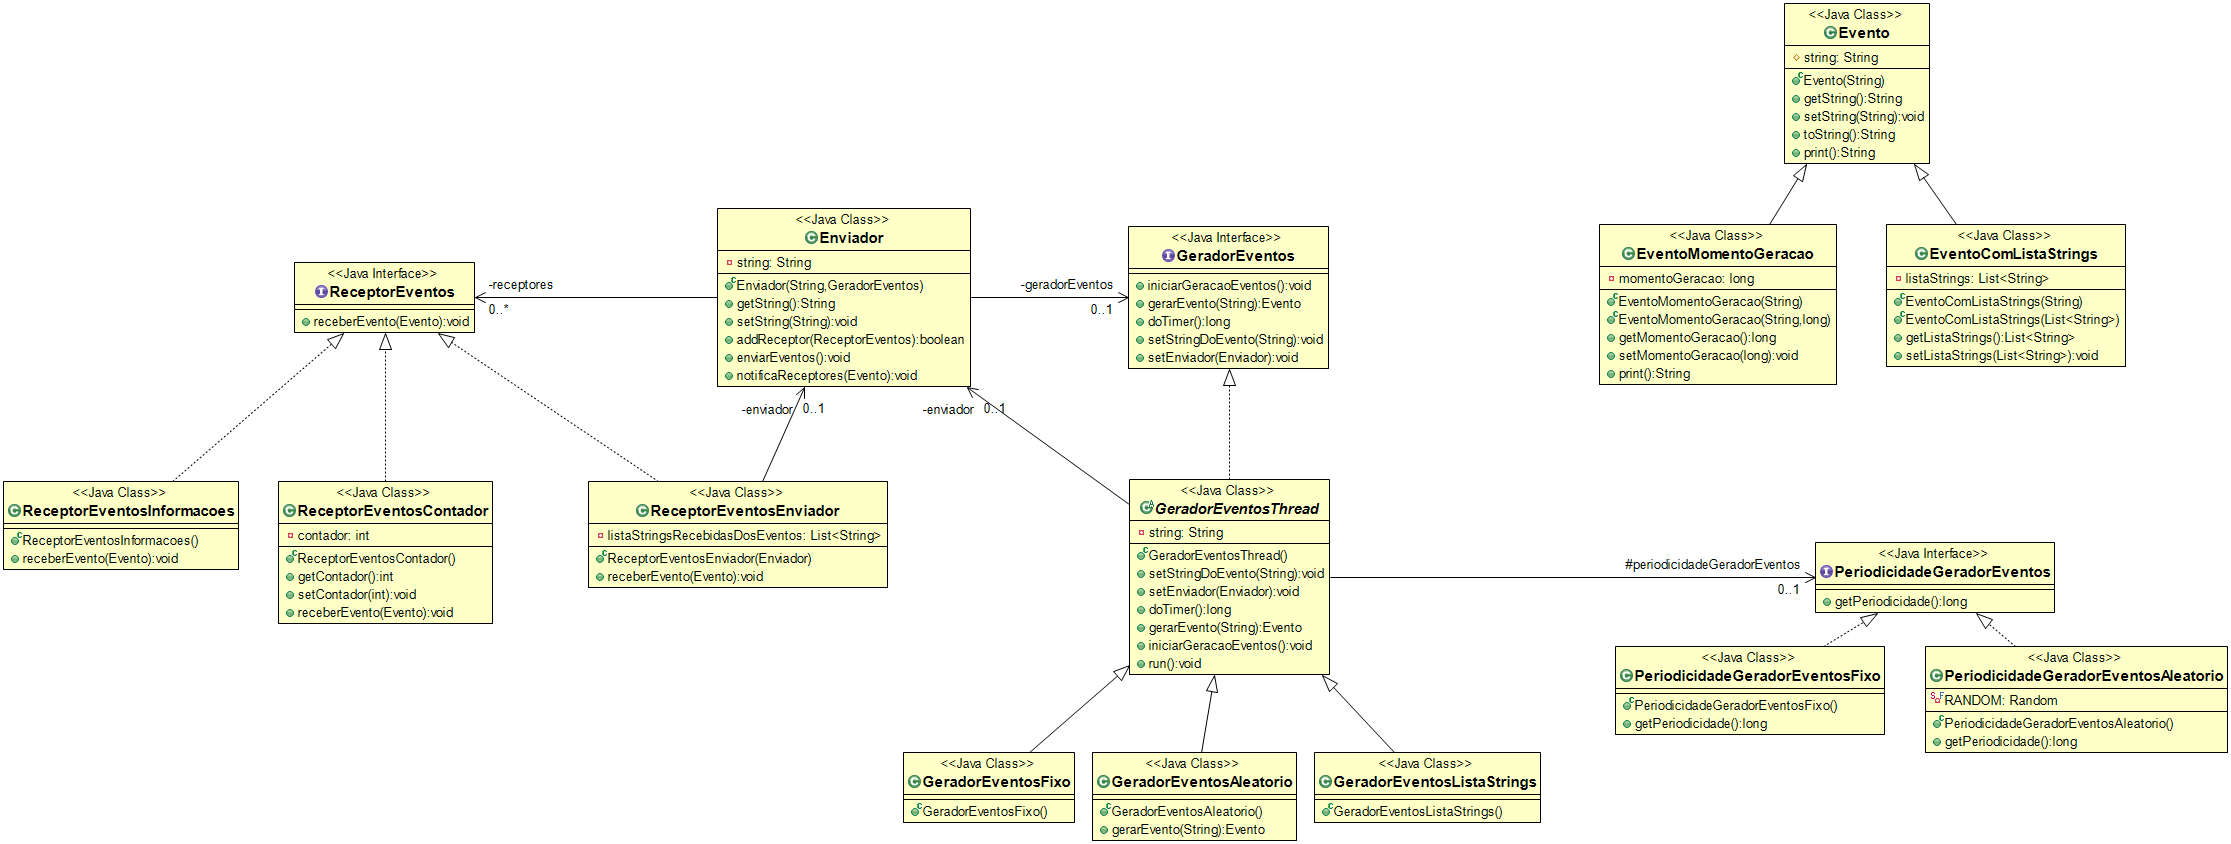 <<Java Class>>
Evento
string: String
Evento(String)
getString():String
setString(String):void
toString():String
print():String
<<Java Class>>
EventoMomentoGeracao
momentoGeracao: long
EventoMomentoGeracao(String)
EventoMomentoGeracao(String,long)
getMomentoGeracao():long
setMomentoGeracao(long):void
print():String
<<Java Class>>
EventoComListaStrings
listaStrings: List<String>
EventoComListaStrings(String)
EventoComListaStrings(List<String>)
getListaStrings():List<String>
setListaStrings(List<String>):void
<<Java Interface>>
ReceptorEventos
receberEvento(Evento):void
-receptores
0..*
<<Java Class>>
Enviador
string: String
Enviador(String,GeradorEventos)
getString():String
setString(String):void
addReceptor(ReceptorEventos):boolean
enviarEventos():void
notificaReceptores(Evento):void
-geradorEventos
0..1
<<Java Interface>>
GeradorEventos
iniciarGeracaoEventos():void
gerarEvento(String):Evento
doTimer():long
setStringDoEvento(String):void
setEnviador(Enviador):void
-enviador 0..1
-enviador 0..1
<<Java Class>>
ReceptorEventosInformacoes
ReceptorEventosInformacoes()
receberEvento(Evento):void
<<Java Class>>
ReceptorEventosContador
contador: int
ReceptorEventosContador()
getContador():int
setContador(int):void
receberEvento(Evento):void
<<Java Class>>
ReceptorEventosEnviador
listaStringsRecebidasDosEventos: List<String>
ReceptorEventosEnviador(Enviador)
receberEvento(Evento):void
<<Java Class>>
GeradorEventosThread
string: String
GeradorEventosThread()
setStringDoEvento(String):void
setEnviador(Enviador):void
doTimer():long
gerarEvento(String):Evento
iniciarGeracaoEventos():void
run():void
#periodicidadeGeradorEventos
0..1
<<Java Interface>>
PeriodicidadeGeradorEventos
getPeriodicidade():long
<<Java Class>>
PeriodicidadeGeradorEventosFixo
PeriodicidadeGeradorEventosFixo()
getPeriodicidade():long
<<Java Class>>
PeriodicidadeGeradorEventosAleatorio
RANDOM: Random
PeriodicidadeGeradorEventosAleatorio()
getPeriodicidade():long
<<Java Class>>
GeradorEventosFixo
GeradorEventosFixo()
<<Java Class>>
GeradorEventosAleatorio
GeradorEventosAleatorio()
gerarEvento(String):Evento
<<Java Class>>
GeradorEventosListaStrings
GeradorEventosListaStrings()